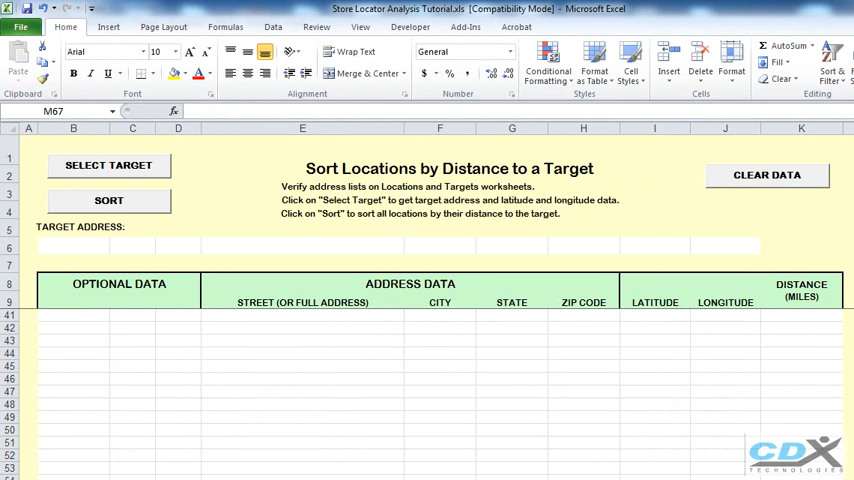 Store Locator Analysis Tutorial.xls [Compatibility Mode] - Microsoft Excel
File Home Insert Page Layout Formulas Data Review View Developer Add-Ins Acrobat
Paste
Arial 10 A A
B I U A
Wrap Text
Merge & Center
General
$ % ,
Conditional Formatting
Format as Table
Cell Styles
Insert Delete Format
Σ AutoSum
Fill
Clear
Sort &
Clipboard Font Alignment Number Styles Cells
M67 fx
A B C D E F G H I J K
1
2
3
4
5
6
7
8
9
41
42
43
44
45
46
47
48
49
50
51
52
53
SELECT TARGET
SORT
Sort Locations by Distance to a Target
Verify address lists on Locations and Targets worksheets.
Click on "Select Target" to get target address and latitude and longitude data.
Click on "Sort" to sort all locations by their distance to the target.
CLEAR DATA
TARGET ADDRESS:
OPTIONAL DATA ADDRESS DATA DISTANCE
(MILES)
STREET (OR FULL ADDRESS) CITY STATE ZIP CODE LATITUDE LONGITUDE
CDX
TECHNOLOGIES